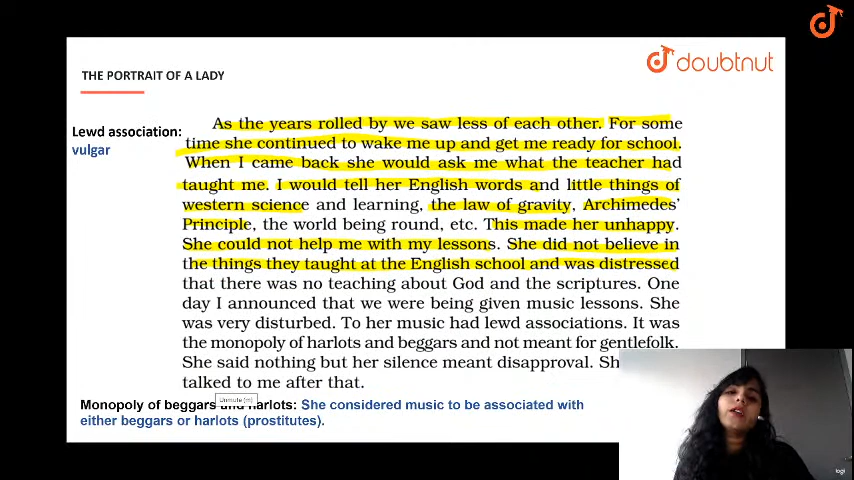 doubtnut
THE PORTRAIT OF A LADY
Lewd association:
vulgar
As the years rolled by we saw less of each other. For some
time she continued to wake me up and get me ready for school.
When I came back she would ask me what the teacher had
taught me. I would tell her English words and little things of
western science and learning, the law of gravity, Archimedes'
Principle, the world being round, etc. This made her unhappy.
She could not help me with my lessons. She did not believe in
the things they taught at the English school and was distressed
that there was no teaching about God and the scriptures. One
day I announced that we were being given music lessons. She
was very disturbed. To her music had lewd associations. It was
the monopoly of harlots and beggars and not meant for gentlefolk.
She said nothing but her silence meant disapproval.
talked to me after that.
Unmute (m)
Monopoly of beggars and harlots: She considered music to be associated with
either beggars or harlots (prostitutes).
logi